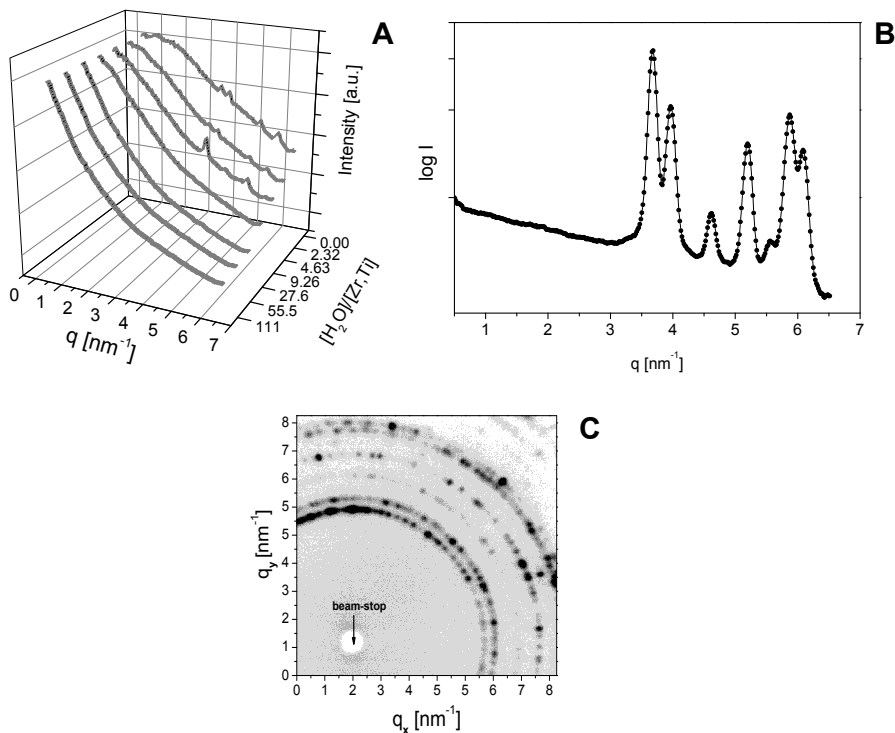 A
Intensity [a.u.]
0.00
2.32
4.63
9.26
27.6
55.5
111
[H2O]/[Zr,Ti]
0 1 2 3 4 5 6 7
q [nm-1]
B
log I
1 2 3 4 5 6 7
q [nm-1]
C
8
7
6
5
4
3
2
1
0
qy [nm-1]
beam-stop
0 1 2 3 4 5 6 7 8
qx [nm-1]